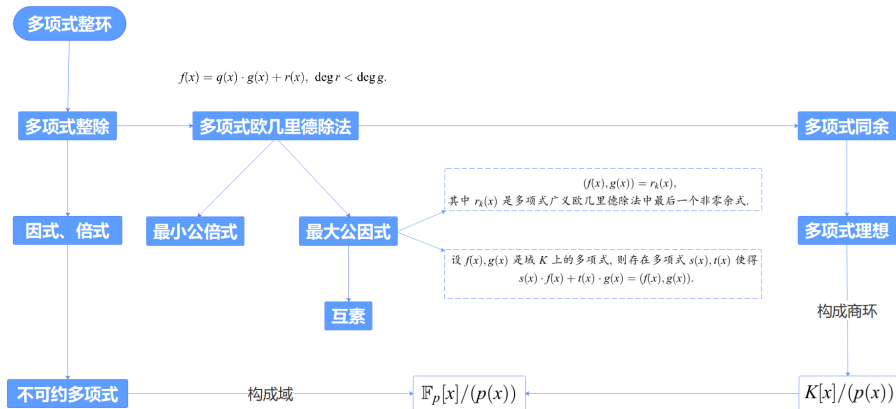 多项式整环
f(x) = q(x) · g(x) + r(x), deg r < deg g.
多项式整除
多项式欧几里德除法
多项式同余
(f(x), g(x)) = r_k(x),
其中 r_k(x) 是多项式广义欧几里德除法中最后一个非零余式.
因式、倍式
最小公倍式
最大公因式
多项式理想
设 f(x), g(x) 是域 K 上的多项式, 则存在多项式 s(x), t(x) 使得
s(x) · f(x) + t(x) · g(x) = (f(x), g(x)).
互素
构成商环
不可约多项式
构成域
𝔽_p[x]/(p(x))
K[x]/(p(x))